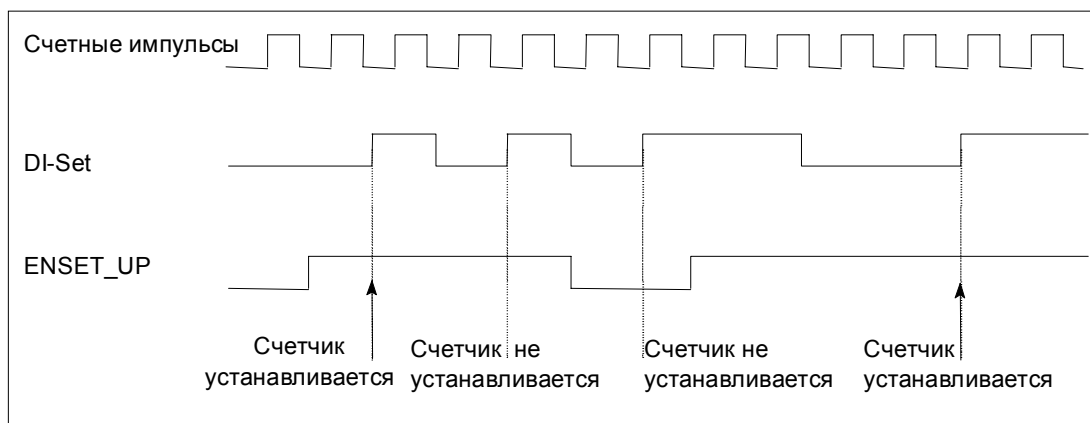 Счетные импульсы
DI-Set
ENSET_UP
Счетчик
устанавливается
Счетчик не
устанавливается
Счетчик не
устанавливается
Счетчик
устанавливается